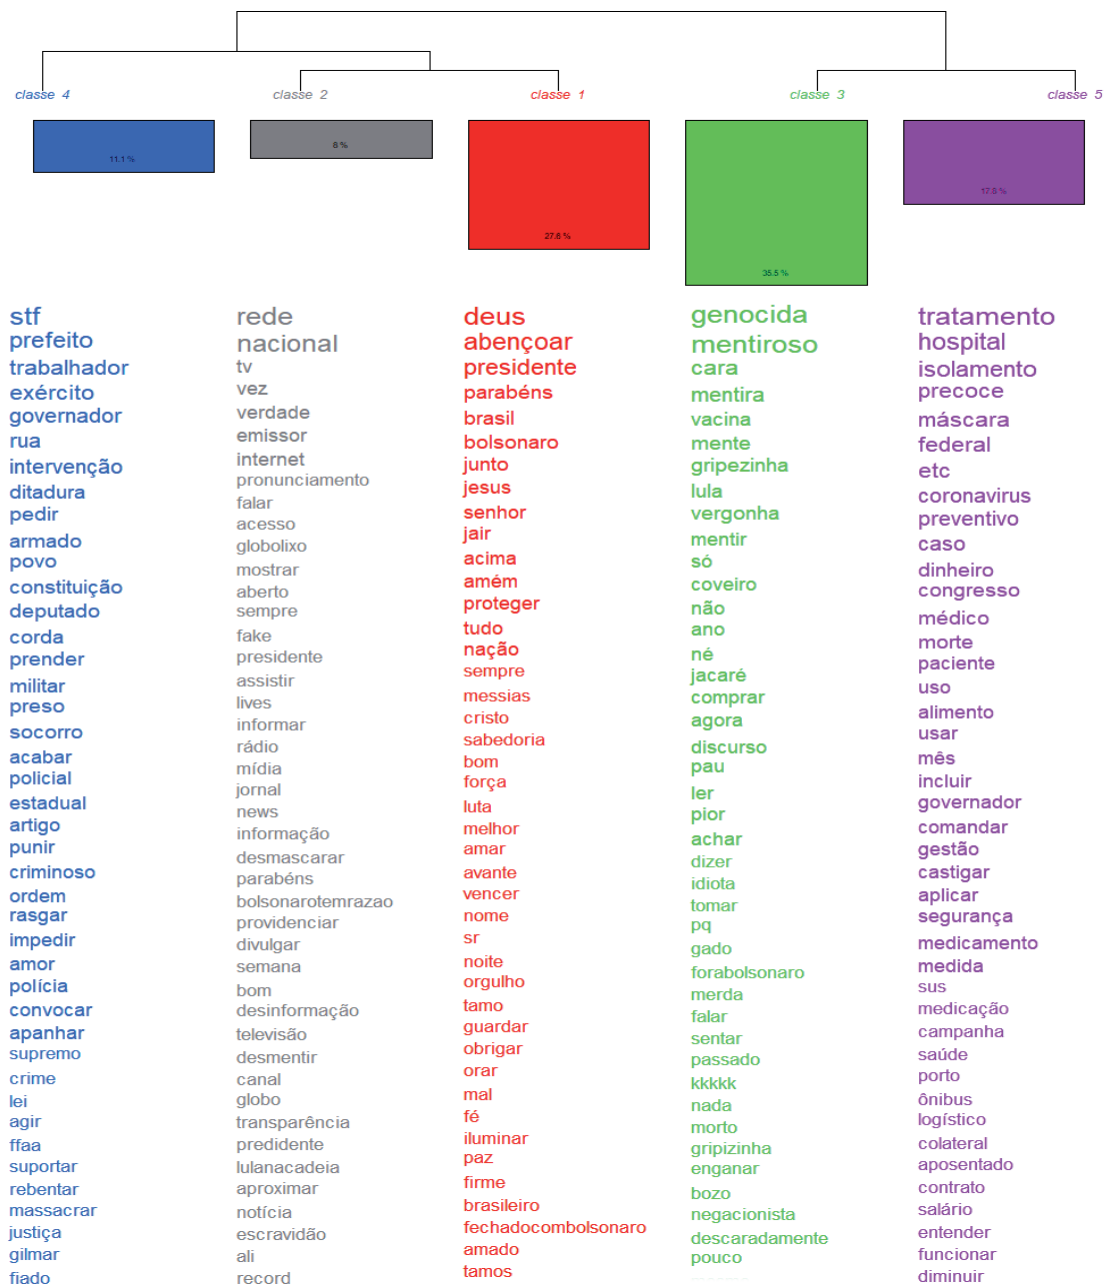 classe 4
classe 2
classe 1
classe 3
classe 5
11.1 %
8 %
27.6 %
35.5 %
17.8 %
stf
prefeito
trabalhador
exército
governador
rua
intervenção
ditadura
pedir
armado
povo
constituição
deputado
corda
prender
militar
preso
socorro
acabar
policial
estadual
artigo
punir
criminoso
ordem
rasgar
impedir
amor
polícia
convocar
apanhar
supremo
crime
lei
agir
ffaa
suportar
rebentar
massacrar
justiça
gilmar
fiado
rede
nacional
tv
vez
verdade
emissor
internet
pronunciamento
falar
acesso
globolixo
mostrar
aberto
sempre
fake
presidente
assistir
lives
informar
rádio
mídia
jornal
news
informação
desmascarar
parabéns
bolsonarotemrazao
providenciar
divulgar
semana
bom
desinformação
televisão
desmentir
canal
globo
transparência
predidente
lulanacadeia
aproximar
notícia
escravidão
ali
record
deus
abençoar
presidente
parabéns
brasil
bolsonaro
junto
jesus
senhor
jair
acima
amém
proteger
tudo
nação
sempre
messias
cristo
sabedoria
bom
força
luta
melhor
amar
avante
vencer
nome
sr
noite
orgulho
tamo
guardar
obrigar
orar
mal
fé
iluminar
paz
firme
brasileiro
fechadocombolsonaro
amado
tamos
genocida
mentiroso
cara
mentira
vacina
mente
gripezinha
lula
vergonha
mentir
só
coveiro
não
ano
né
jacaré
comprar
agora
discurso
pau
ler
pior
achar
dizer
idiota
tomar
pq
gado
forabolsonaro
merda
falar
sentar
passado
kkkkk
nada
morto
gripizinha
enganar
bozo
negacionista
descaradamente
pouco
tratamento
hospital
isolamento
precoce
máscara
federal
etc
coronavirus
preventivo
caso
dinheiro
congresso
médico
morte
paciente
uso
alimento
usar
mês
incluir
governador
comandar
gestão
castigar
aplicar
segurança
medicamento
medida
sus
medicação
campanha
saúde
porto
ônibus
logístico
colateral
aposentado
contrato
salário
entender
funcionar
diminuir